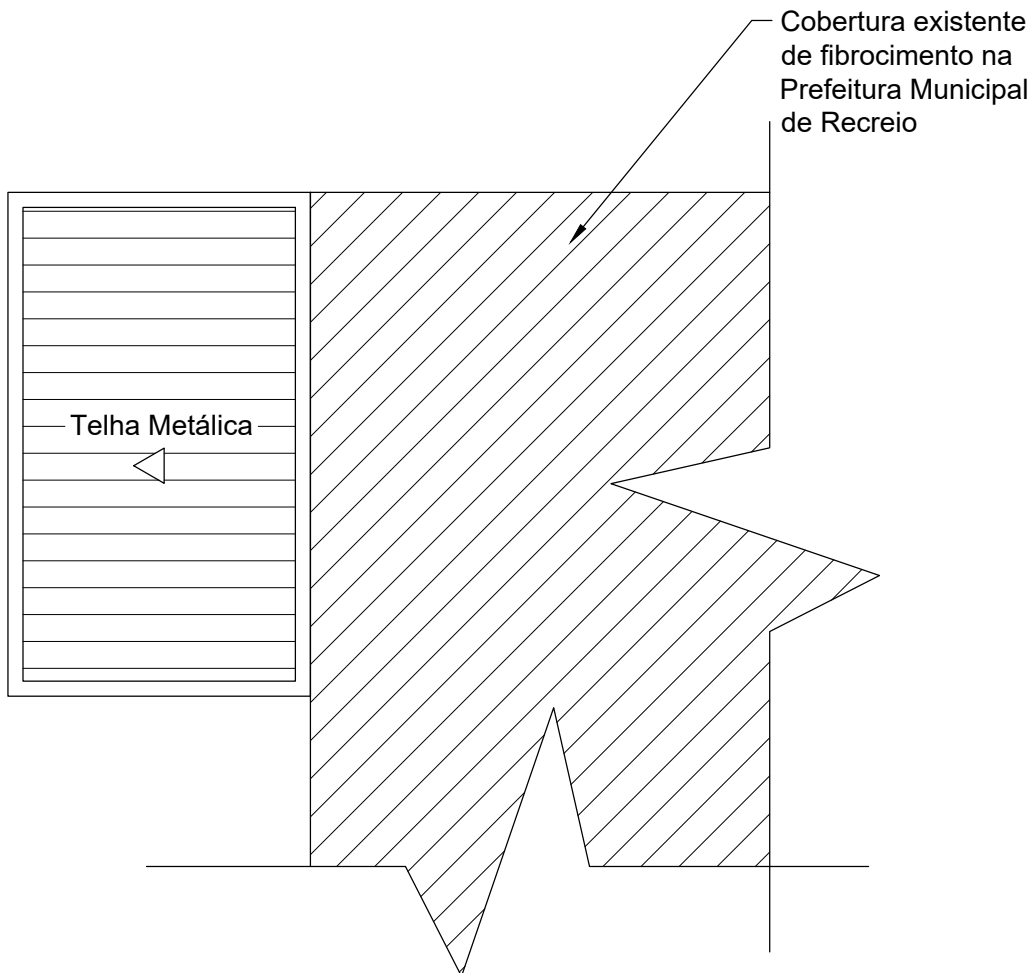 Cobertura existente
de fibrocimento na
Prefeitura Municipal
de Recreio
Telha Metálica